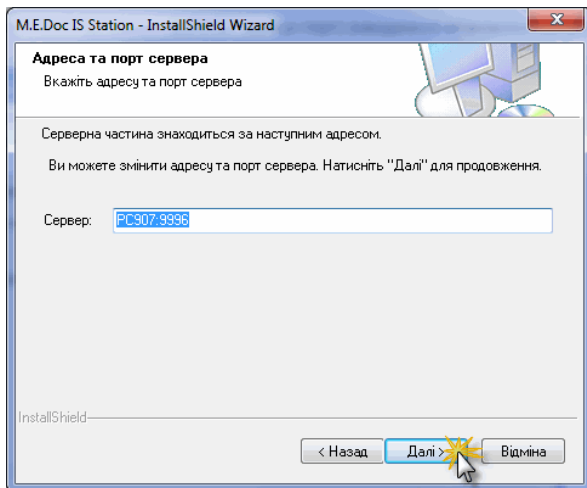 M.E.Doc IS Station - InstallShield Wizard
Адреса та порт сервера
Вкажіть адресу та порт сервера
Серверна частина знаходиться за наступним адресом.
Ви можете змінити адресу та порт сервера. Натисніть "Далі" для продовження.
Сервер: PC907:9996
InstallShield
< Назад Далі > Відміна